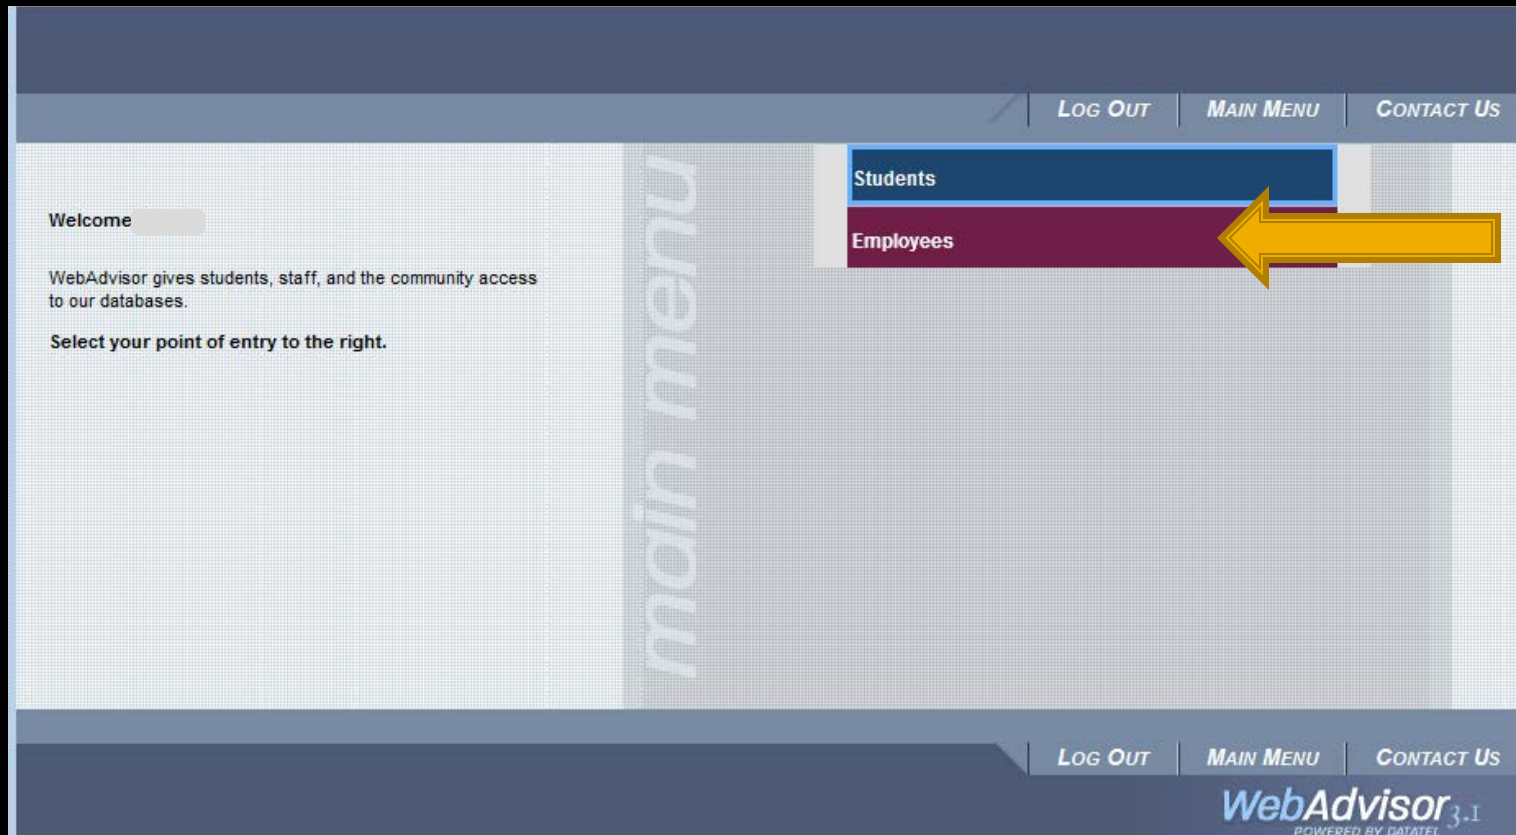 LOG OUT MAIN MENU CONTACT US
Students
Employees
Welcome
WebAdvisor gives students, staff, and the community access
to our databases.
Select your point of entry to the right.
main menu
LOG OUT MAIN MENU CONTACT US
WebAdvisor 3.1
POWERED BY DATATEL